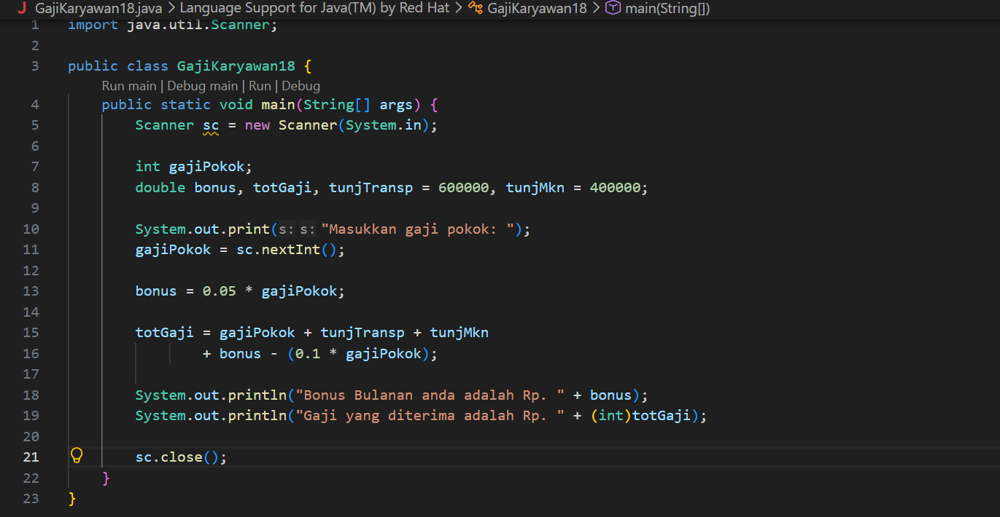 GajiKaryawan18.java > Language Support for Java(TM) by Red Hat > GajiKaryawan18 > main(String[])
1 import java.util.Scanner;
2
3 public class GajiKaryawan18 {
Run main | Debug main | Run | Debug
4 public static void main(String[] args) {
5 Scanner sc = new Scanner(System.in);
6
7 int gajiPokok;
8 double bonus, totGaji, tunjTransp = 600000, tunjMkn = 400000;
9
10 System.out.print(s: s: "Masukkan gaji pokok: ");
11 gajiPokok = sc.nextInt();
12
13 bonus = 0.05 * gajiPokok;
14
15 totGaji = gajiPokok + tunjTransp + tunjMkn
16 + bonus - (0.1 * gajiPokok);
17
18 System.out.println("Bonus Bulanan anda adalah Rp. " + bonus);
19 System.out.println("Gaji yang diterima adalah Rp. " + (int)totGaji);
20
21 sc.close();
22 }
23 }